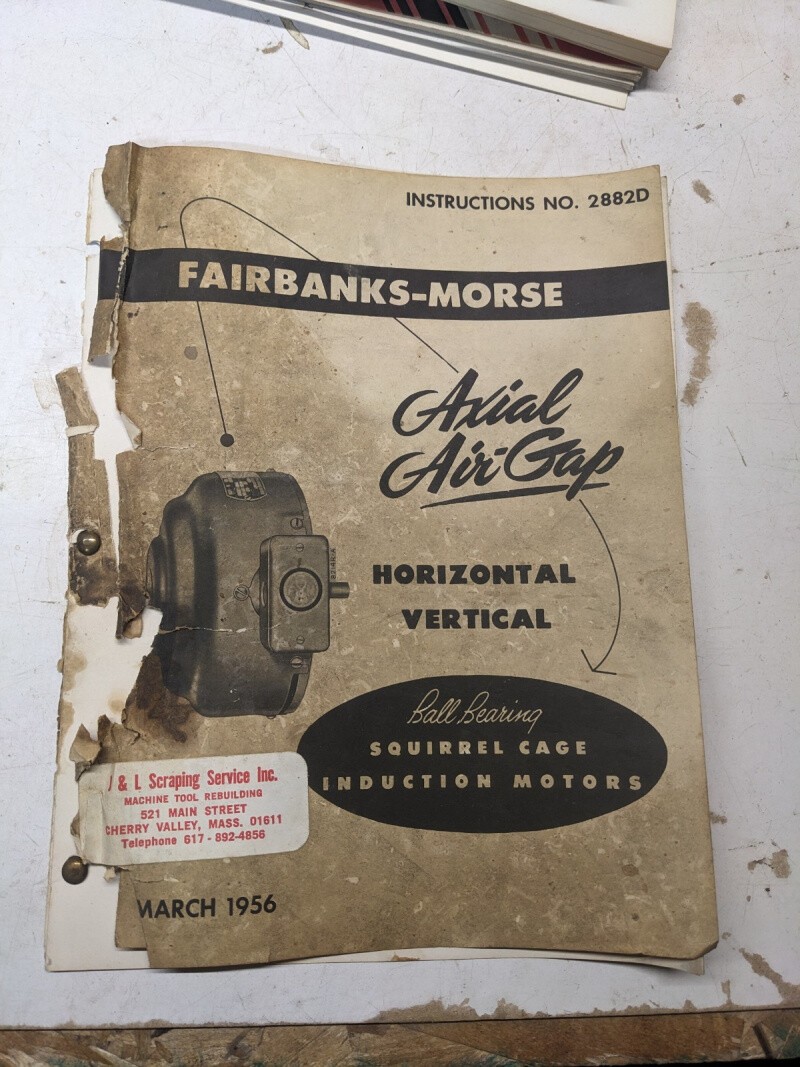 INSTRUCTIONS NO. 2882D
FAIRBANKS-MORSE
Axial
Air-Gap
HORIZONTAL
VERTICAL
Ball Bearing
SQUIRREL CAGE
INDUCTION MOTORS
& L Scraping Service Inc.
MACHINE TOOL REBUILDING
521 MAIN STREET
CHERRY VALLEY, MASS. 01611
Telephone 617-892-4856
MARCH 1956